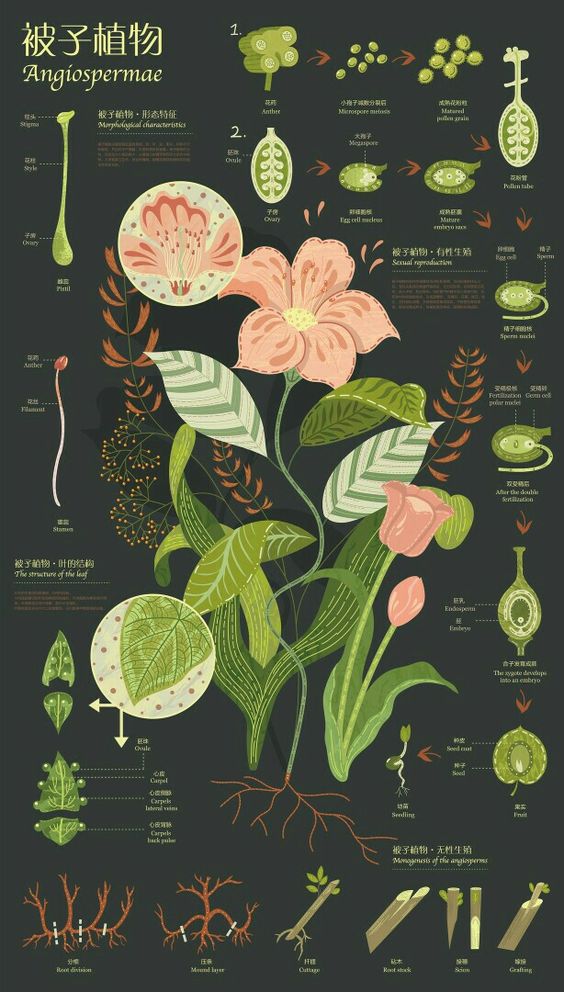 被子植物
Angiospermae
1.
花药
Anther
小孢子减数分裂后
Microspore meiosis
成熟花粉粒
Matured
pollen grain
花粉管
Pollen tube
2.
胚珠
Ovule
子房
Ovary
大孢子
Megaspore
卵细胞核
Egg cell nucleus
成熟胚囊
Mature
embryo sacs
被子植物·形态特征
Morphological characteristics
柱头
Stigma
花柱
Style
子房
Ovary
雌蕊
Pistil
花药
Anther
花丝
Filament
雄蕊
Stamen
被子植物·有性生殖
Sexual reproduction
卵细胞
Egg cell
精子
Sperm
精子细胞核
Sperm nuclei
受精极核
Fertilization
polar nuclei
受精卵
Germ cell
双受精后
After the double
fertilization
胚乳
Endosperm
胚
Embryo
合子发育成胚
The zygote develops
into an embryo
种皮
Seed coat
种子
Seed
果实
Fruit
幼苗
Seedling
被子植物·叶的结构
The structure of the leaf
胚珠
Ovule
心皮
Carpel
心皮侧脉
Carpels
lateral veins
心皮背脉
Carpels
back pulse
被子植物·无性生殖
Monogenesis of the angiosperms
分根
Root division
压条
Mound layer
扦插
Cuttage
砧木
Root stock
接穗
Scion
嫁接
Grafting